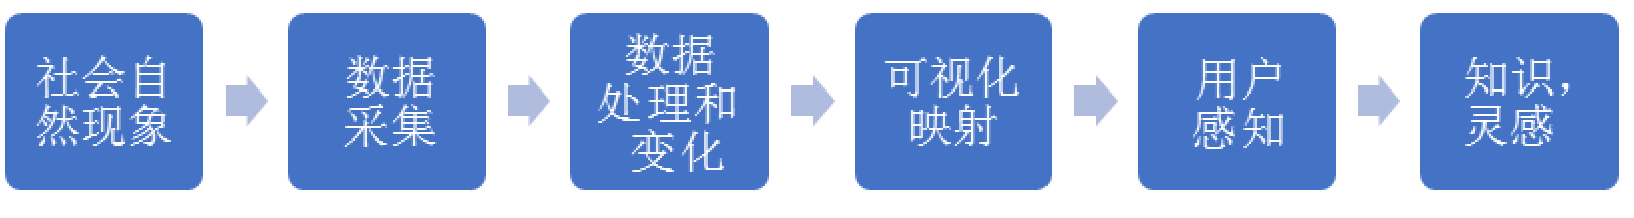 社会自
然现象
数据
采集
数据
处理和
变化
可视化
映射
用户
感知
知识，
灵感